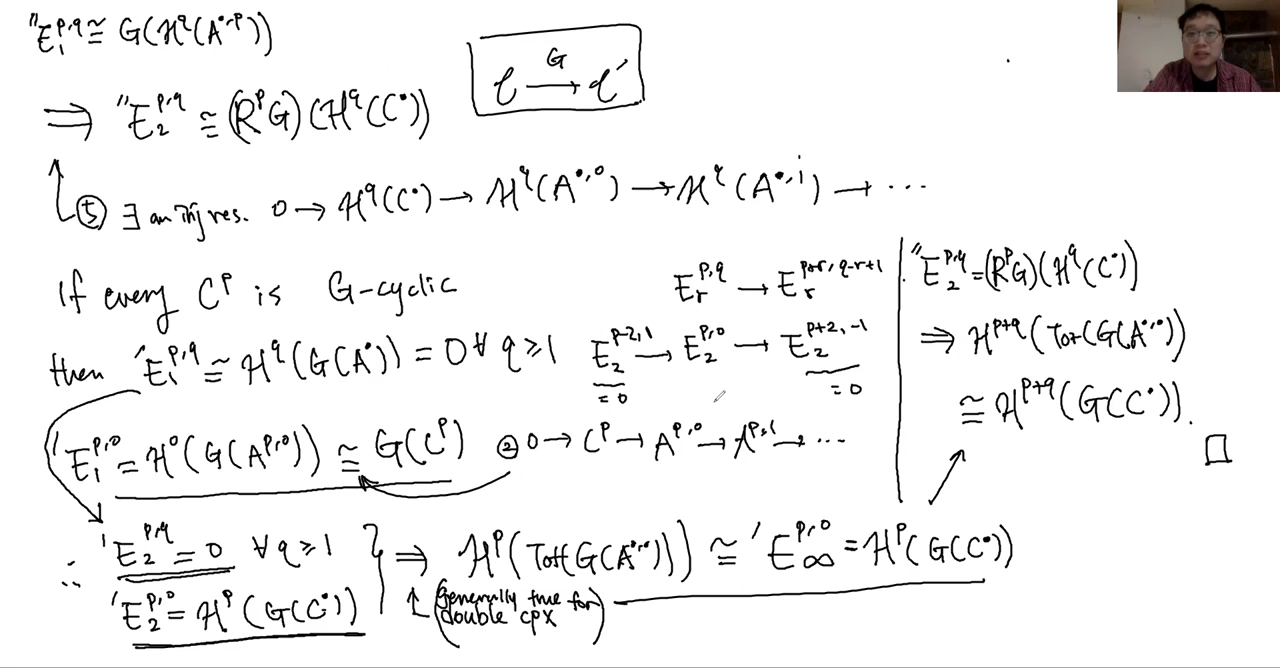 ''E_1^{p,q} ≅ G(H^q(A^{•,p}))
C —G→ C'
⇒ ''E_2^{p,q} ≅ (R^pG)(H^q(C^•))
⑤ ∃ an inj res. 0 → H^q(C^•) → H^q(A^{•,0}) → H^q(A^{•,1}) → ⋯
If every C^p is G-cyclic
then 'E_1^{p,q} ≅ H^q(G(A^•)) = 0 ∀ q ≥ 1
E_r^{p,q} → E_r^{p+r, q-r+1}
E_2^{p-2,1} → E_2^{p,0} → E_2^{p+2,-1}
= 0 = 0
'E_1^{p,0} = H^0(G(A^{p,0})) ≅ G(C^p) ② 0 → C^p → A^{p,0} → A^{p,1} → ⋯
∴ 'E_2^{p,q} = 0 ∀ q ≥ 1
'E_2^{p,0} = H^p(G(C^•))
⇒ H^p(Tot(G(A^{•,•}))) ≅ 'E_∞^{p,0} = H^p(G(C^•))
(generally true for
double cpx)
''E_2^{p,q} = (R^pG)(H^q(C^•))
⇒ H^{p+q}(Tot(G(A^{•,•}))
≅ H^{p+q}(G(C^•)).
□